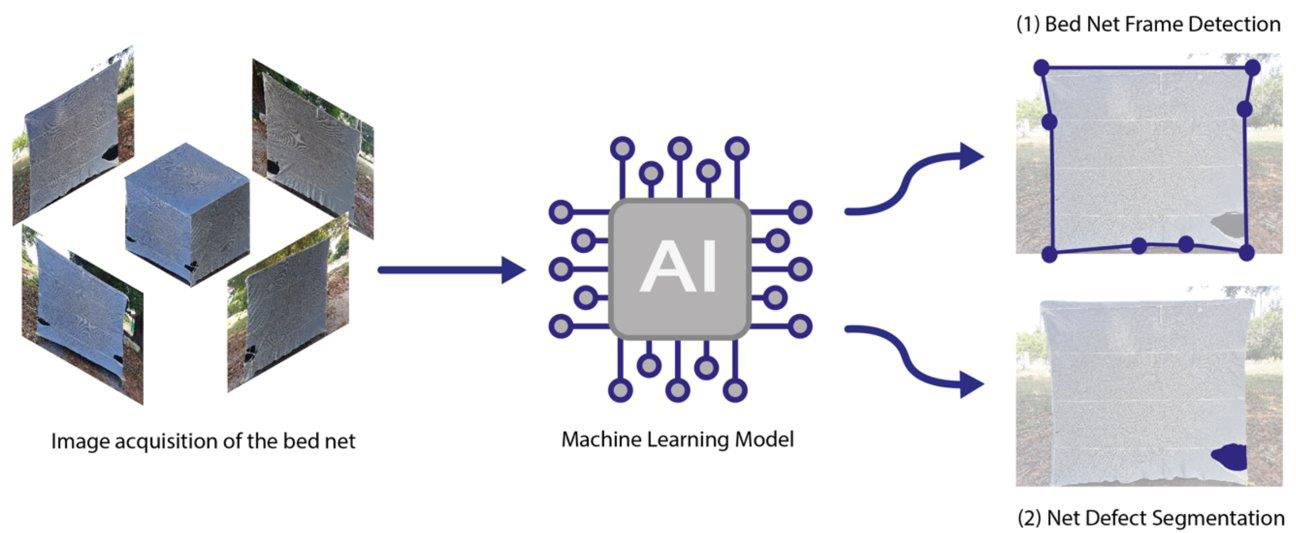 (1) Bed Net Frame Detection
AI
Image acquisition of the bed net
Machine Learning Model
(2) Net Defect Segmentation